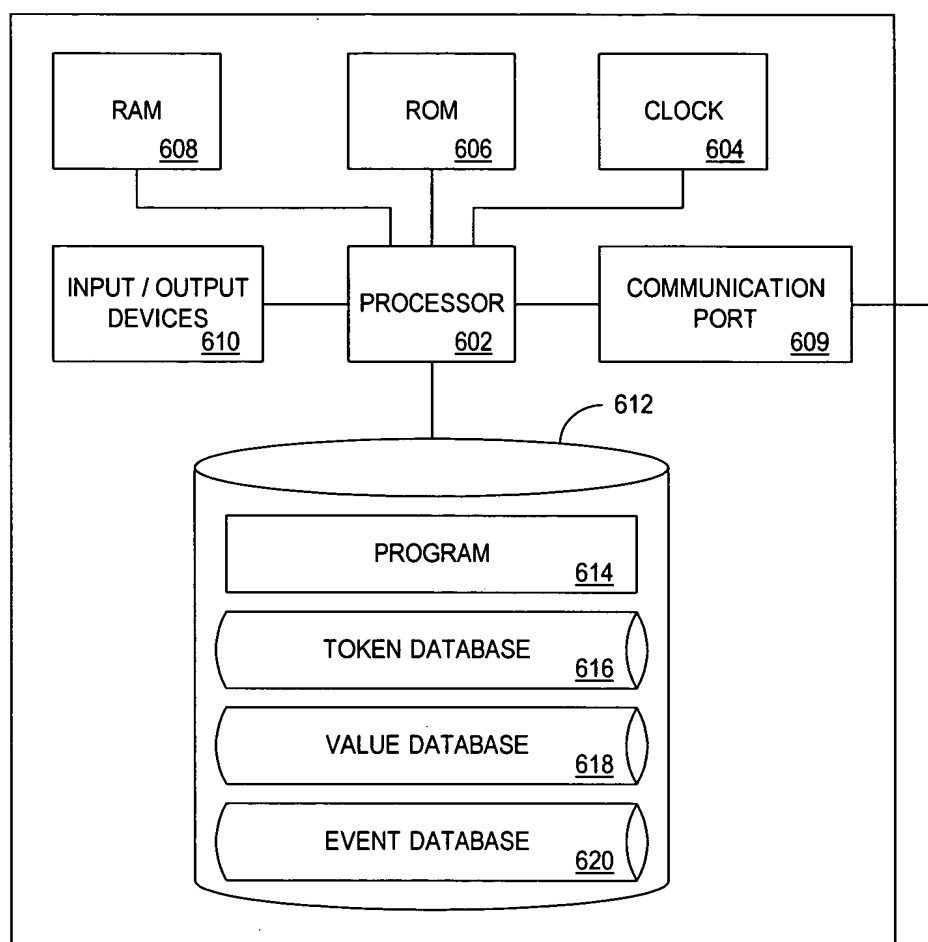 RAM
608
ROM
606
CLOCK
604
INPUT / OUTPUT
DEVICES
610
PROCESSOR
602
COMMUNICATION
PORT
609
612
PROGRAM
614
TOKEN DATABASE
616
VALUE DATABASE
618
EVENT DATABASE
620